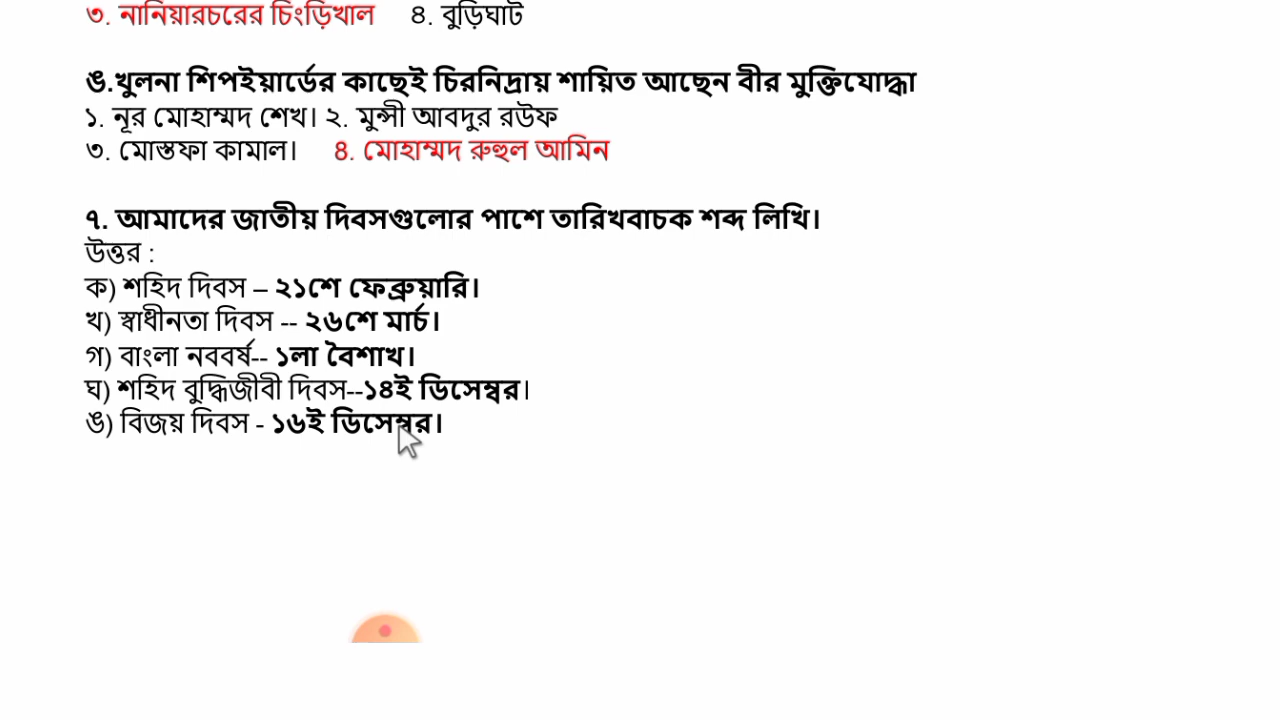 ৩. নানিয়ারচরের চিংড়িখাল ৪. বুড়িঘাট
ঙ.খুলনা শিপইয়ার্ডের কাছেই চিরনিদ্রায় শায়িত আছেন বীর মুক্তিযোদ্ধা
১. নূর মোহাম্মদ শেখ। ২. মুন্সী আবদুর রউফ
৩. মোস্তফা কামাল। ৪. মোহাম্মদ রুহুল আমিন
৭. আমাদের জাতীয় দিবসগুলোর পাশে তারিখবাচক শব্দ লিখি।
উত্তর :
ক) শহিদ দিবস – ২১শে ফেব্রুয়ারি।
খ) স্বাধীনতা দিবস -- ২৬শে মার্চ।
গ) বাংলা নববর্ষ-- ১লা বৈশাখ।
ঘ) শহিদ বুদ্ধিজীবী দিবস--১৪ই ডিসেম্বর।
ঙ) বিজয় দিবস - ১৬ই ডিসেম্বর।